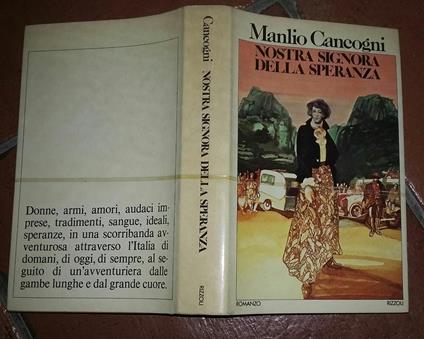 Donne, armi, amori, audaci im-
prese, tradimenti, sangue, ideali,
speranze, in una scorribanda av-
venturosa attraverso l'Italia di
domani, di oggi, di sempre, al se-
guito di un'avventuriera dalle
gambe lunghe e dal grande cuore.
Cancogni NOSTRA SIGNORA DELLA SPERANZA
RIZZOLI
Manlio Cancogni
NOSTRA SIGNORA
DELLA SPERANZA
ROMANZO RIZZOLI